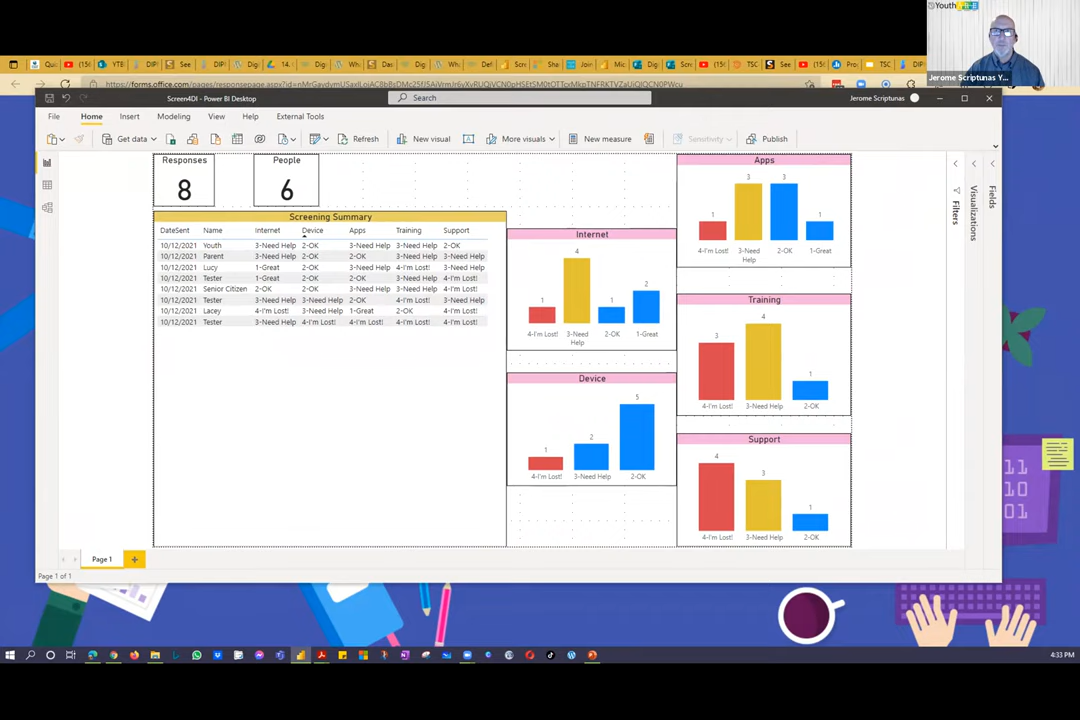 Youth
Jerome Scriptunas Y...
Screen4DI - Power BI Desktop
Search
Jerome Scriptunas
File
Home
Insert
Modeling
View
Help
External Tools
Get data
Refresh
New visual
More visuals
New measure
Sensitivity
Publish
Responses
8
People
6
Screening Summary
DateSent Name Internet Device Apps Training Support
10/12/2021 Youth 3-Need Help 2-OK 3-Need Help 3-Need Help 2-OK
10/12/2021 Parent 3-Need Help 2-OK 2-OK 3-Need Help 3-Need Help
10/12/2021 Lucy 1-Great 2-OK 3-Need Help 4-I'm Lost! 3-Need Help
10/12/2021 Tester 1-Great 2-OK 2-OK 3-Need Help 4-I'm Lost!
10/12/2021 Senior Citizen 2-OK 2-OK 3-Need Help 3-Need Help 4-I'm Lost!
10/12/2021 Tester 3-Need Help 3-Need Help 2-OK 4-I'm Lost! 3-Need Help
10/12/2021 Lacey 4-I'm Lost! 3-Need Help 1-Great 2-OK 4-I'm Lost!
10/12/2021 Tester 3-Need Help 4-I'm Lost! 4-I'm Lost! 4-I'm Lost! 4-I'm Lost!
Internet
4
1 1 2
4-I'm Lost! 3-Need 2-OK 1-Great
Help
Device
5
2
1
4-I'm Lost! 3-Need Help 2-OK
Apps
3 3
1 1
4-I'm Lost! 3-Need 2-OK 1-Great
Help
Training
4
3
1
4-I'm Lost! 3-Need Help 2-OK
Support
4
3
1
4-I'm Lost! 3-Need Help 2-OK
Filters
Visualizations
Fields
Page 1
Page 1 of 1
11
10
01
4:33 PM